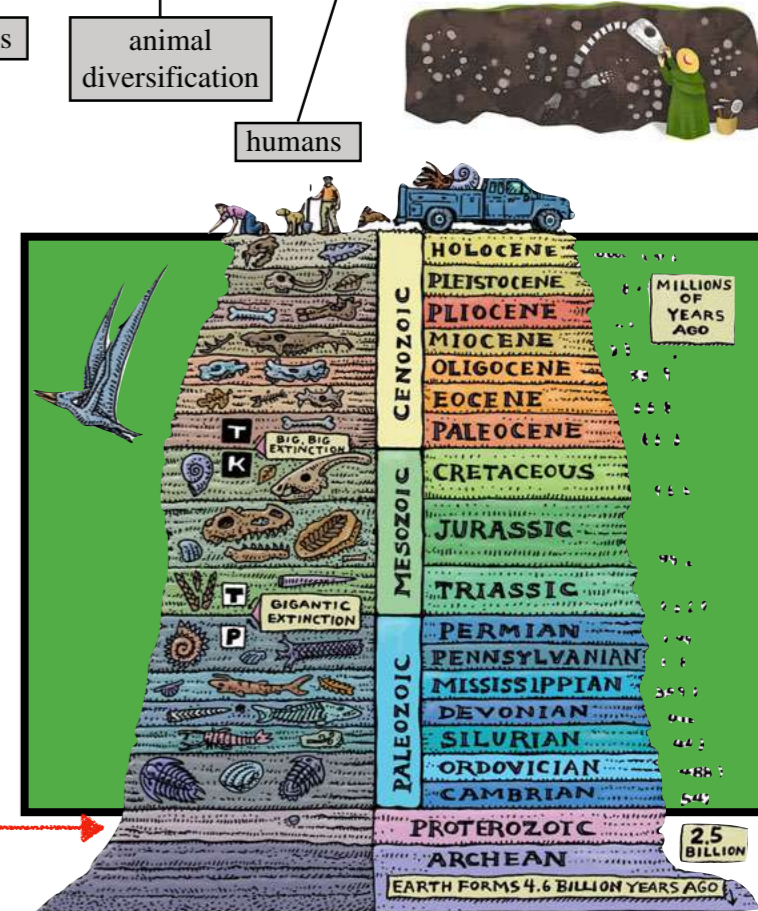 s
animal
diversification
humans
HOLOCENE
PLEISTOCENE
PLIOCENE
MIOCENE
OLIGOCENE
EOCENE
PALEOCENE
CENOZOIC
MILLIONS
OF
YEARS
AGO
T
BIG, BIG
EXTINCTION
K
CRETACEOUS
JURASSIC
TRIASSIC
MESOZOIC
T
GIGANTIC
EXTINCTION
P
PERMIAN
PENNSYLVANIAN
MISSISSIPPIAN
DEVONIAN
SILURIAN
ORDOVICIAN
CAMBRIAN
PALEOZOIC
PROTEROZOIC
2.5
BILLION
ARCHEAN
EARTH FORMS 4.6 BILLION YEARS AGO